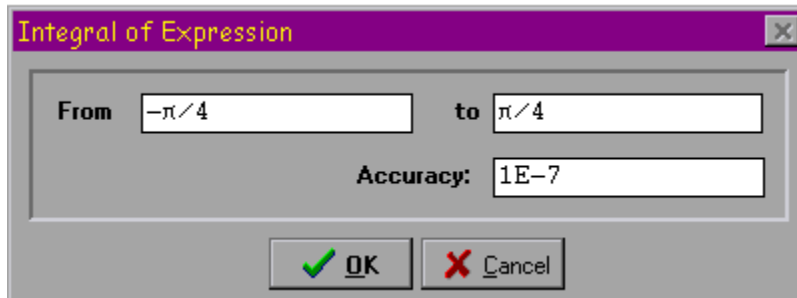 Integral of Expression
From -π/4 to π/4
Accuracy: 1E-7
OK Cancel